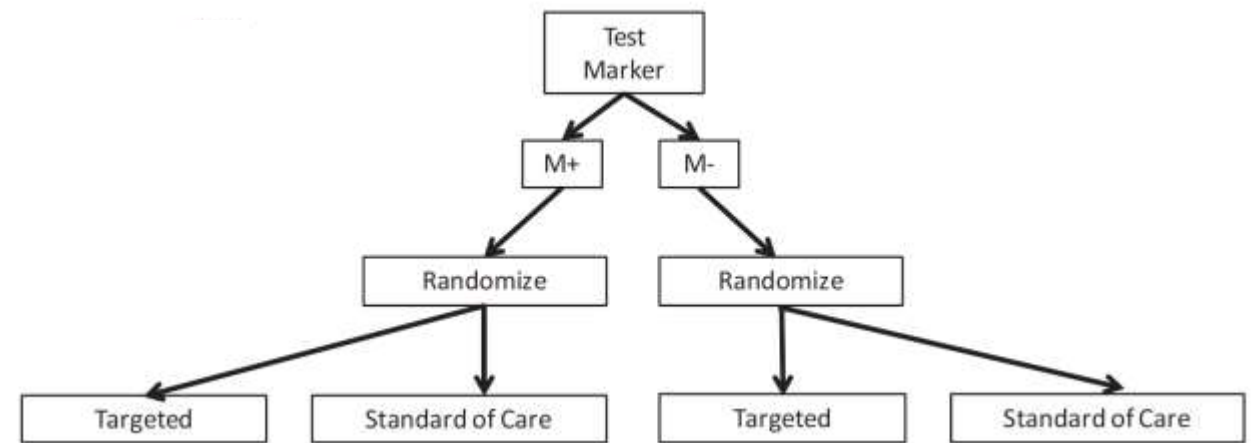 Test
Marker
M+
M-
Randomize
Randomize
Targeted
Standard of Care
Targeted
Standard of Care